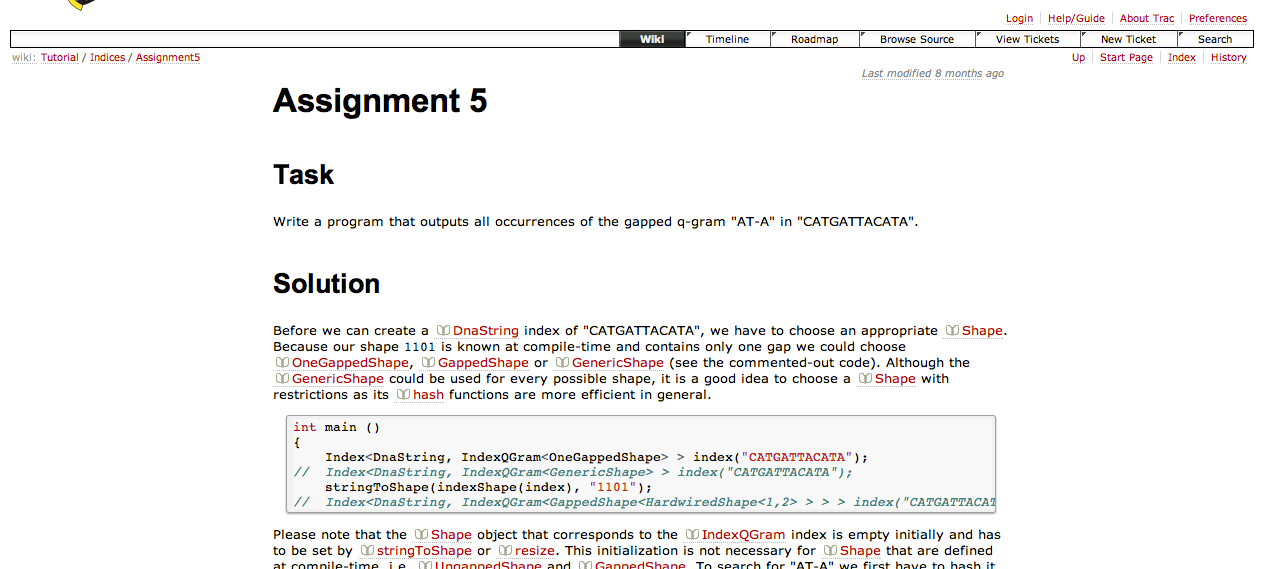 Login Help/Guide About Trac Preferences
Wiki Timeline Roadmap Browse Source View Tickets New Ticket Search
wiki: Tutorial / Indices / Assignment5
Up Start Page Index History
Last modified 8 months ago
Assignment 5
Task
Write a program that outputs all occurrences of the gapped q-gram "AT-A" in "CATGATTACATA".
Solution
Before we can create a DnaString index of "CATGATTACATA", we have to choose an appropriate Shape.
Because our shape 1101 is known at compile-time and contains only one gap we could choose
OneGappedShape, GappedShape or GenericShape (see the commented-out code). Although the
GenericShape could be used for every possible shape, it is a good idea to choose a Shape with
restrictions as its hash functions are more efficient in general.
int main ()
{
Index<DnaString, IndexQGram<OneGappedShape> > index("CATGATTACATA");
// Index<DnaString, IndexQGram<GenericShape> > index("CATGATTACATA");
stringToShape(indexShape(index), "1101");
// Index<DnaString, IndexQGram<GappedShape<HardwiredShape<1,2> > > > index("CATGATTACAT
Please note that the Shape object that corresponds to the IndexQGram index is empty initially and has
to be set by stringToShape or resize. This initialization is not necessary for Shape that are defined
at compile-time, i.e. UngappedShape and GappedShape. To search for "AT-A" we first have to hash it